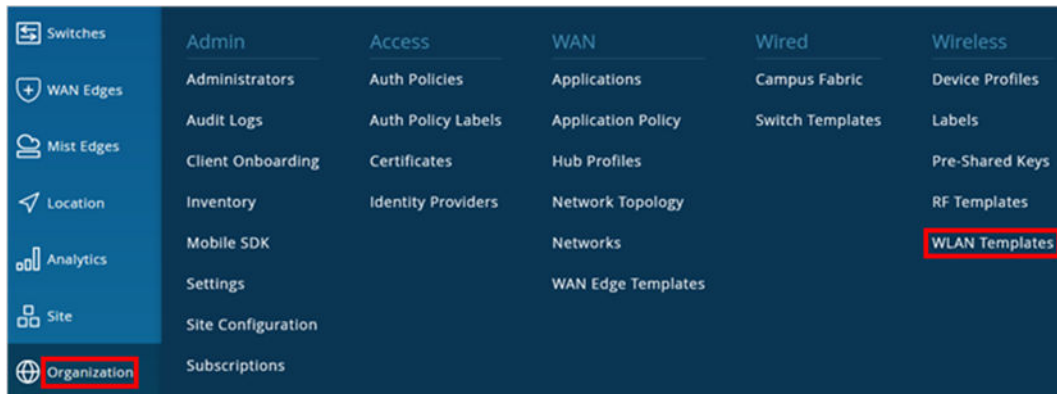 Switches
WAN Edges
Mist Edges
Location
Analytics
Site
Organization
Admin
Administrators
Audit Logs
Client Onboarding
Inventory
Mobile SDK
Settings
Site Configuration
Subscriptions
Access
Auth Policies
Auth Policy Labels
Certificates
Identity Providers
WAN
Applications
Application Policy
Hub Profiles
Network Topology
Networks
WAN Edge Templates
Wired
Campus Fabric
Switch Templates
Wireless
Device Profiles
Labels
Pre-Shared Keys
RF Templates
WLAN Templates